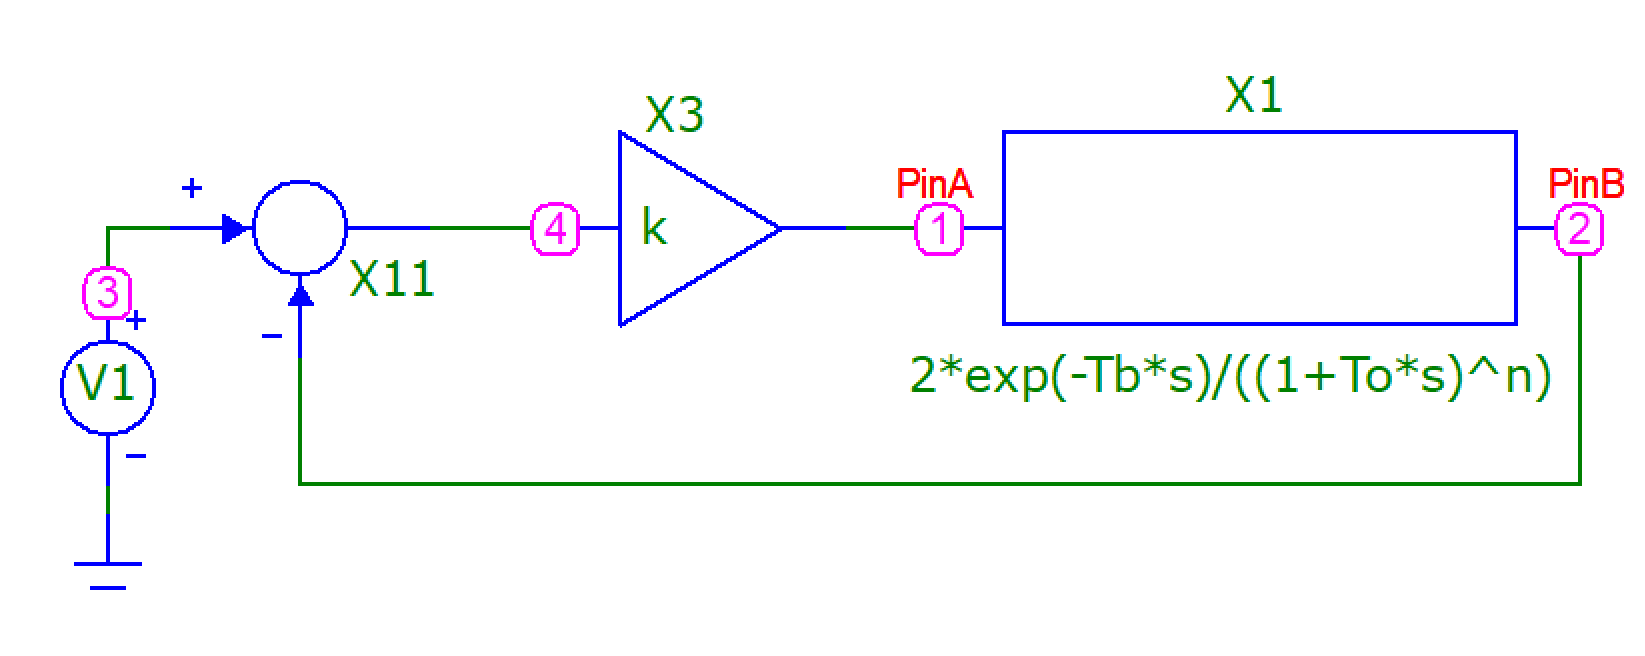 X1
X3
PinA
PinB
+
4
k
1
2
X11
3
+
−
V1
2*exp(-Tb*s)/((1+To*s)^n)
−